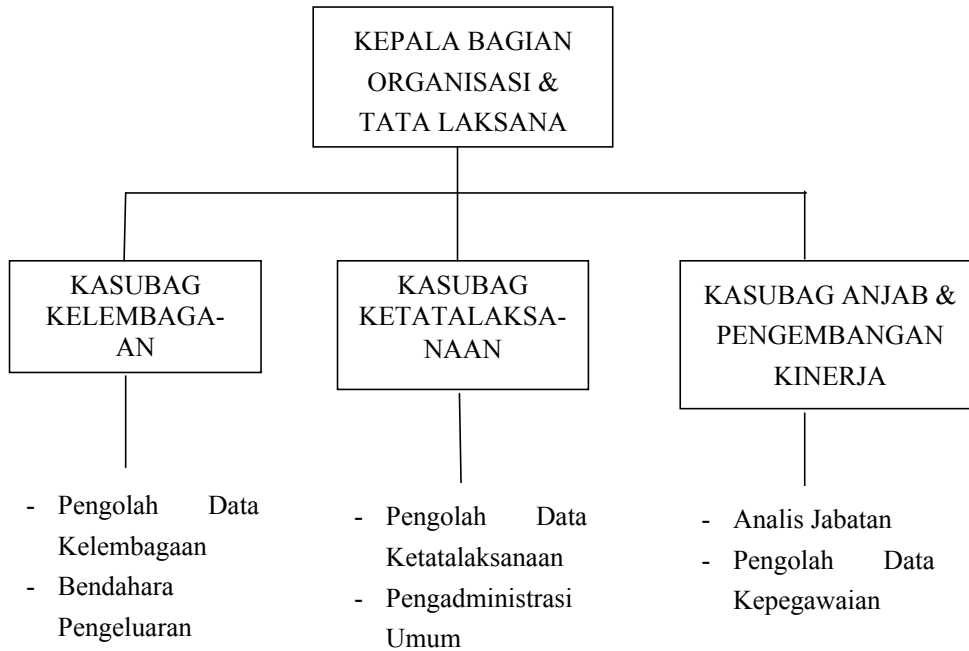 KEPALA BAGIAN
ORGANISASI &
TATA LAKSANA
KASUBAG
KELEMBAGA-
AN
KASUBAG
KETATALAKSA-
NAAN
KASUBAG ANJAB &
PENGEMBANGAN
KINERJA
- Pengolah Data
Kelembagaan
- Bendahara
Pengeluaran
- Pengolah Data
Ketatalaksanaan
- Pengadministrasi
Umum
- Analis Jabatan
- Pengolah Data
Kepegawaian